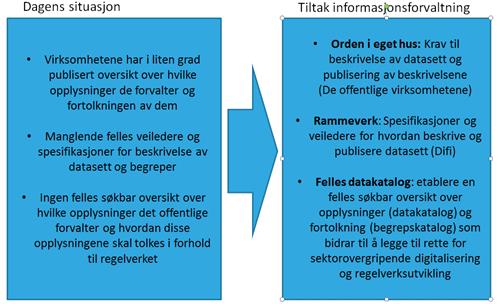 Dagens situasjon
• Virksomhetene har i liten grad
publisert oversikt over hvilke
opplysninger de forvalter og
fortolkningen av dem
• Manglende felles veiledere og
spesifikasjoner for beskrivelse av
datasett og begreper
• Ingen felles søkbar oversikt over
hvilke opplysninger det offentlige
forvalter og hvordan disse
opplysningene skal tolkes i forhold
til regelverket
Tiltak informasjonsforvaltning
• Orden i eget hus: Krav til
beskrivelse av datasett og
publisering av beskrivelsene
(De offentlige virksomhetene)
• Rammeverk: Spesifikasjoner og
veiledere for hvordan beskrive og
publisere datasett (Difi)
• Felles datakatalog: etablere en
felles søkbar oversikt over
opplysninger (datakatalog) og
fortolkning (begrepskatalog) som
bidrar til å legge til rette for
sektorovergripende digitalisering
og regelverksutvikling